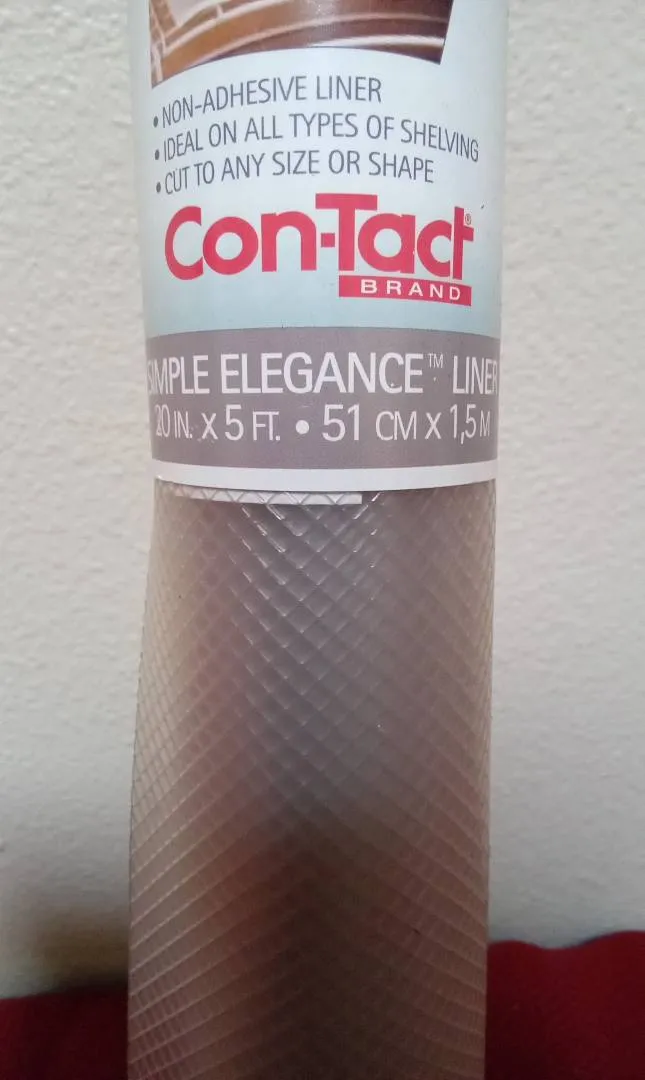 • NON-ADHESIVE LINER
• IDEAL ON ALL TYPES OF SHELVING
• CUT TO ANY SIZE OR SHAPE
Con-Tact®
BRAND
SIMPLE ELEGANCE™ LINER
20 IN. X 5 FT. • 51 CM X 1,5 M